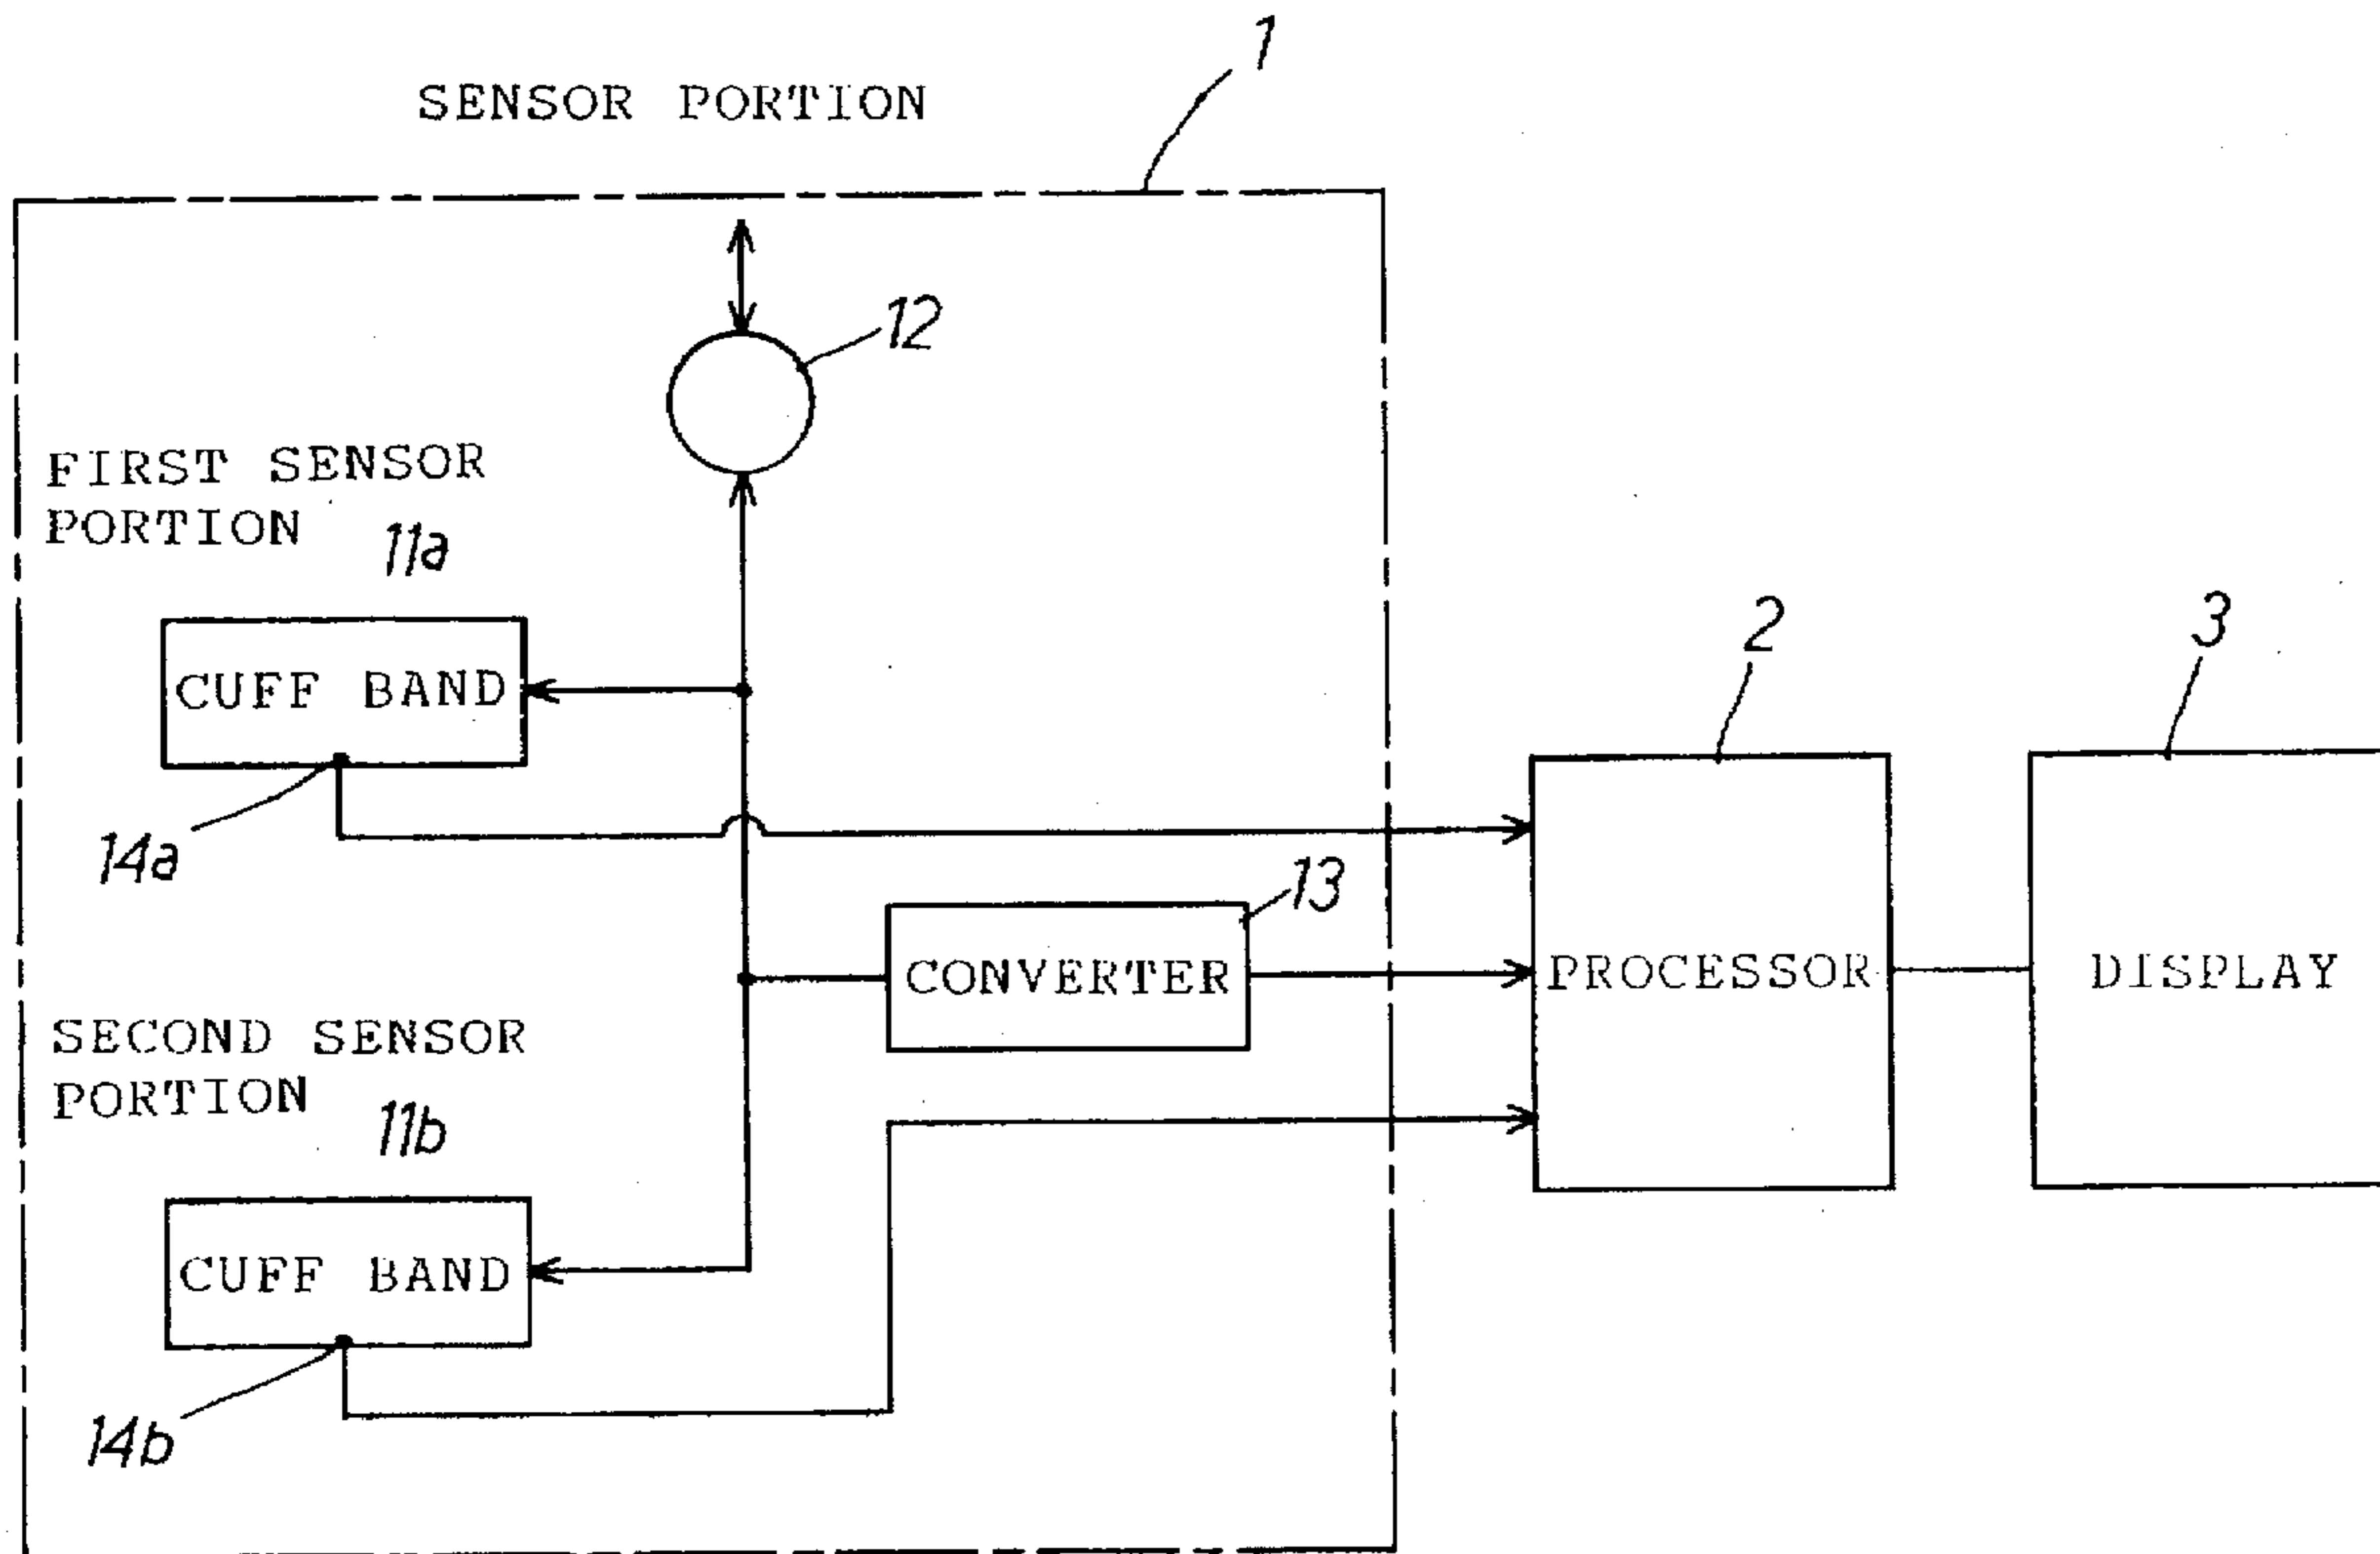 1
SENSOR PORTION
12
FIRST SENSOR
PORTION
11a
CUFF BAND
2
3
14a
13
CONVERTER
PROCESSOR
DISPLAY
SECOND SENSOR
PORTION
11b
CUFF BAND
14b